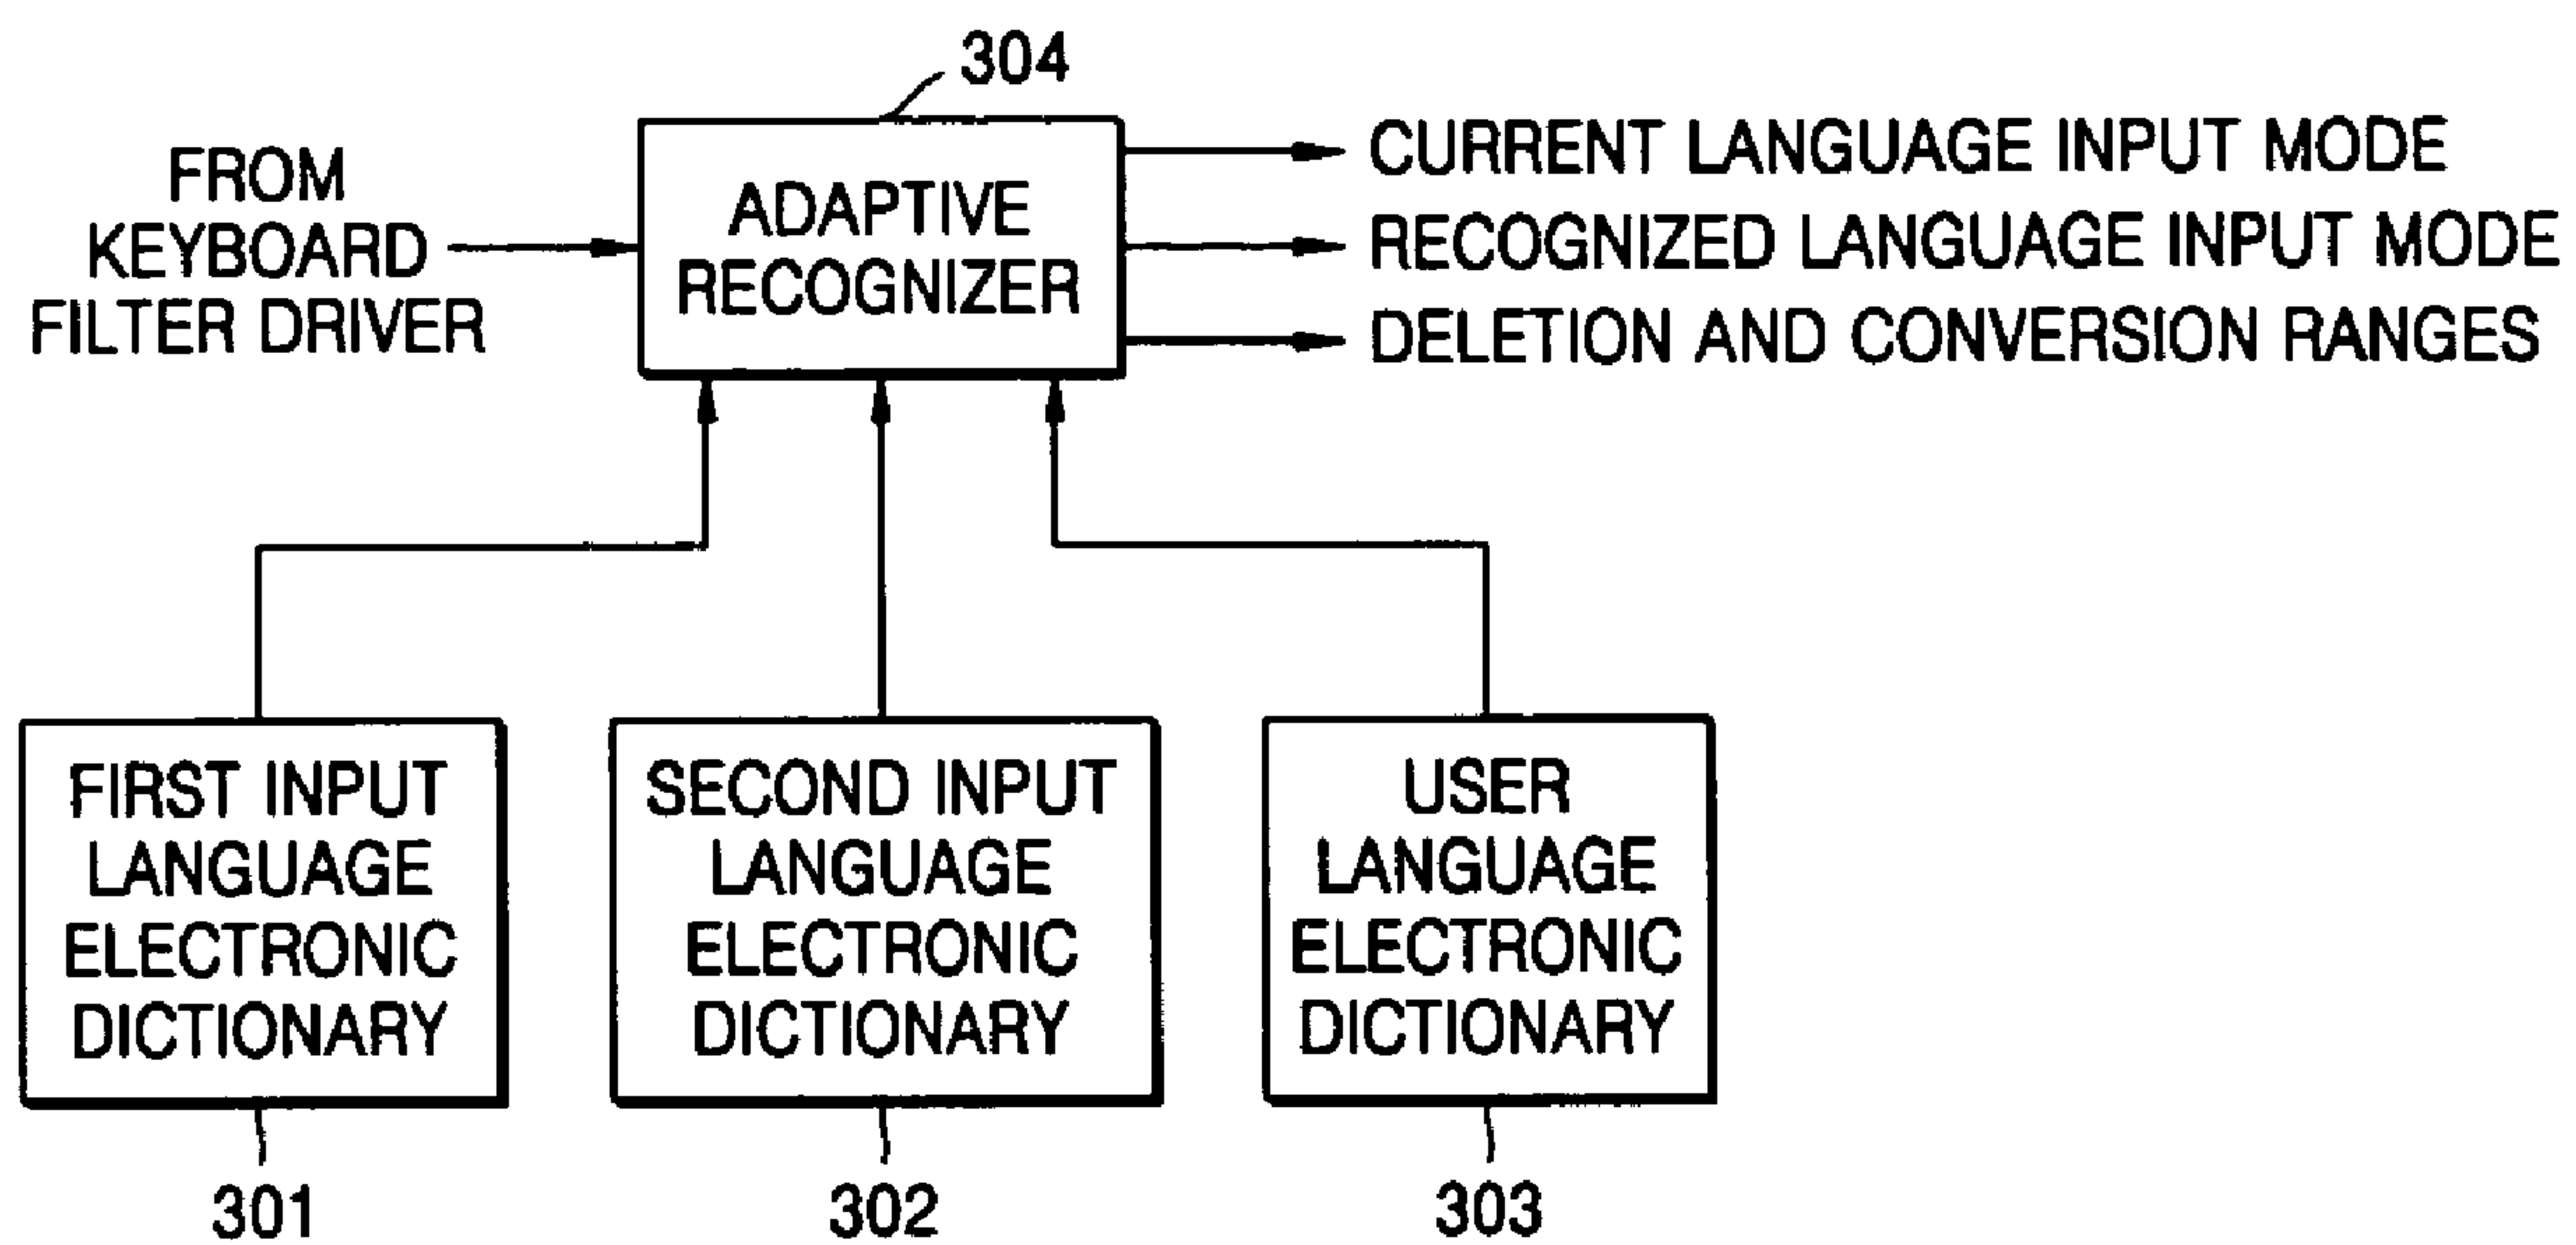 304
FROM
KEYBOARD
FILTER DRIVER
ADAPTIVE
RECOGNIZER
CURRENT LANGUAGE INPUT MODE
RECOGNIZED LANGUAGE INPUT MODE
DELETION AND CONVERSION RANGES
FIRST INPUT
LANGUAGE
ELECTRONIC
DICTIONARY
SECOND INPUT
LANGUAGE
ELECTRONIC
DICTIONARY
USER
LANGUAGE
ELECTRONIC
DICTIONARY
301
302
303